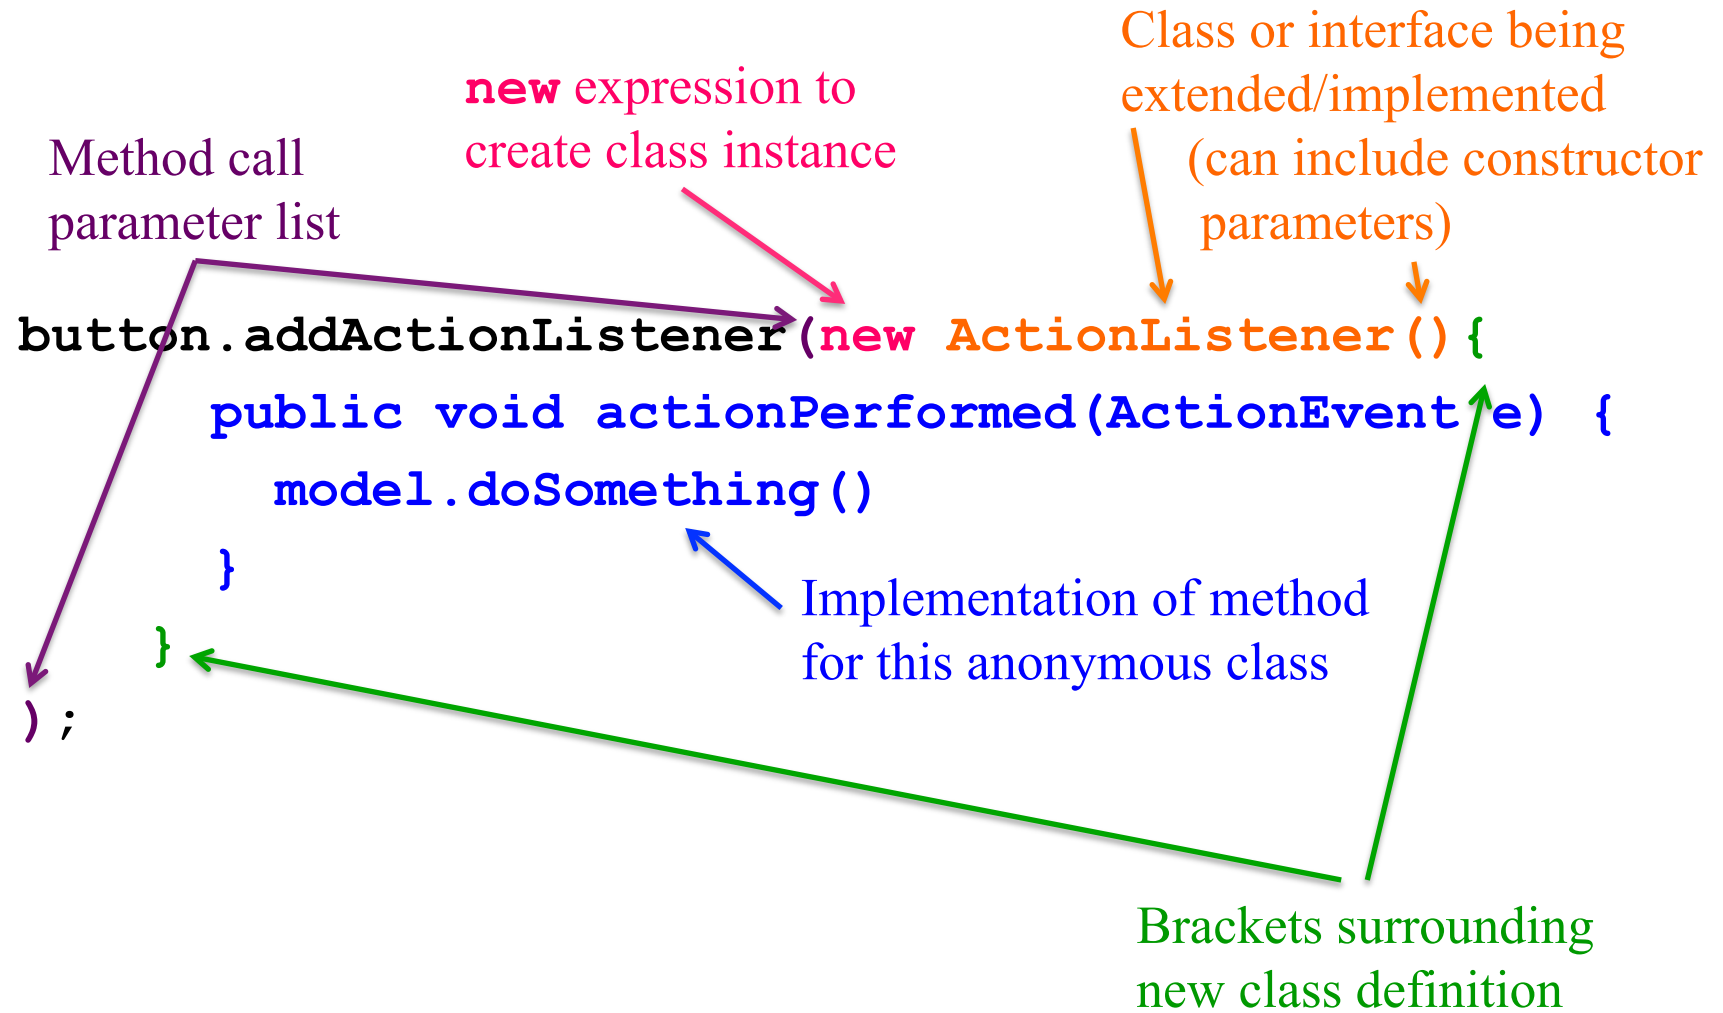 Class or interface being
extended/implemented
(can include constructor
parameters)
new expression to
create class instance
Method call
parameter list
button.addActionListener(new ActionListener(){
public void actionPerformed(ActionEvent e) {
model.doSomething()
}
}
);
Implementation of method
for this anonymous class
Brackets surrounding
new class definition